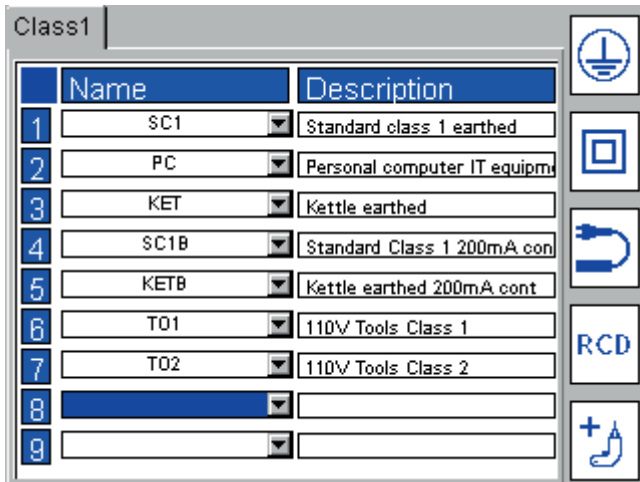 Class1
Name Description
1 SC1 Standard class 1 earthed
2 PC Personal computer IT equipm
3 KET Kettle earthed
4 SC1B Standard Class 1 200mA con
5 KETB Kettle earthed 200mA cont
6 TO1 110V Tools Class 1
7 TO2 110V Tools Class 2
8
9
RCD